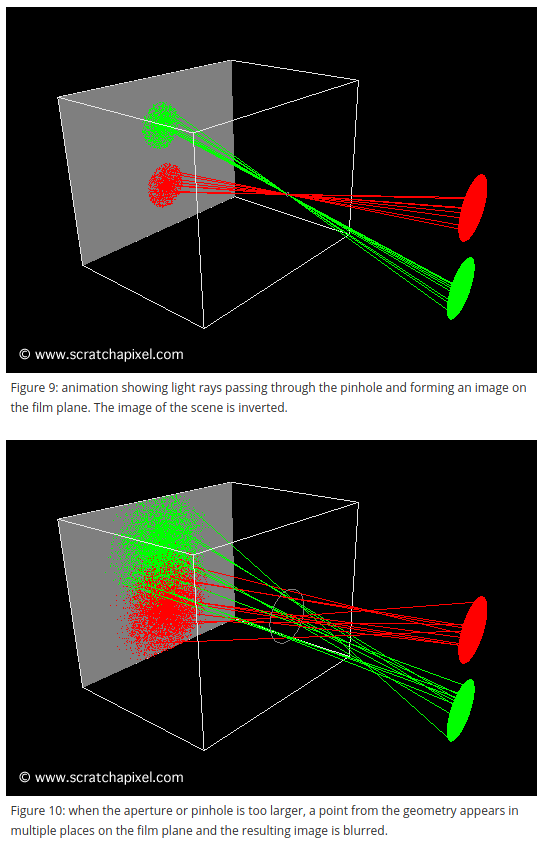 © www.scratchapixel.com
Figure 9: animation showing light rays passing through the pinhole and forming an image on
the film plane. The image of the scene is inverted.
© www.scratchapixel.com
Figure 10: when the aperture or pinhole is too larger, a point from the geometry appears in
multiple places on the film plane and the resulting image is blurred.